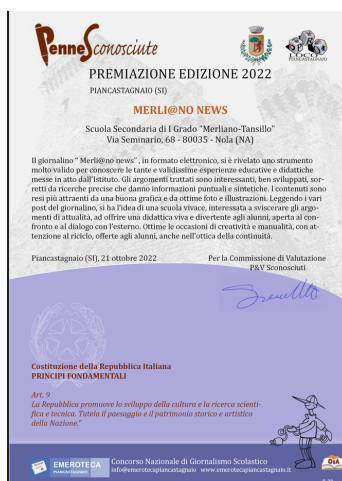 Penne Sconosciute
LOCO
PIANCASTAGNAIO
PREMIAZIONE EDIZIONE 2022
PIANCASTAGNAIO (SI)
MERLI@NO NEWS
Scuola Secondaria di I Grado "Merliano-Tansillo"
Via Seminario, 68 - 80035 - Nola (NA)
Il giornalino " Merli@no news" , in formato elettronico, si è rivelato uno strumento
molto valido per conoscere le tante e validissime esperienze educative e didattiche
messe in atto dall'Istituto. Gli argomenti trattati sono interessanti, ben sviluppati, sor-
retti da ricerche precise che danno informazioni puntuali e sintetiche. I contenuti sono
resi più attraenti da una buona grafica e da ottime foto e illustrazioni. Leggendo i vari
post del giornalino, si ha l'idea di una scuola vivace, interessata a sviscerare gli argo-
menti di attualità, ad offrire una didattica viva e divertente agli alunni, aperta al con-
fronto e al dialogo con l'esterno. Ottime le occasioni di creatività e manualità, con at-
tenzione al riciclo, offerte agli alunni, anche nell'ottica della continuità.
Piancastagnaio (SI), 21 ottobre 2022
Per la Commissione di Valutazione
P&V Sconosciuti
Costituzione della Repubblica Italiana
PRINCIPI FONDAMENTALI
Art. 9
La Repubblica promuove lo sviluppo della cultura e la ricerca scienti-
fica e tecnica. Tutela il paesaggio e il patrimonio storico e artistico
della Nazione."
EMEROTECA
PIANCASTAGNAIO
Concorso Nazionale di Giornalismo Scolastico
info@emerotecapiancastagnaio www.emerotecapiancastagnaio.it
OSA